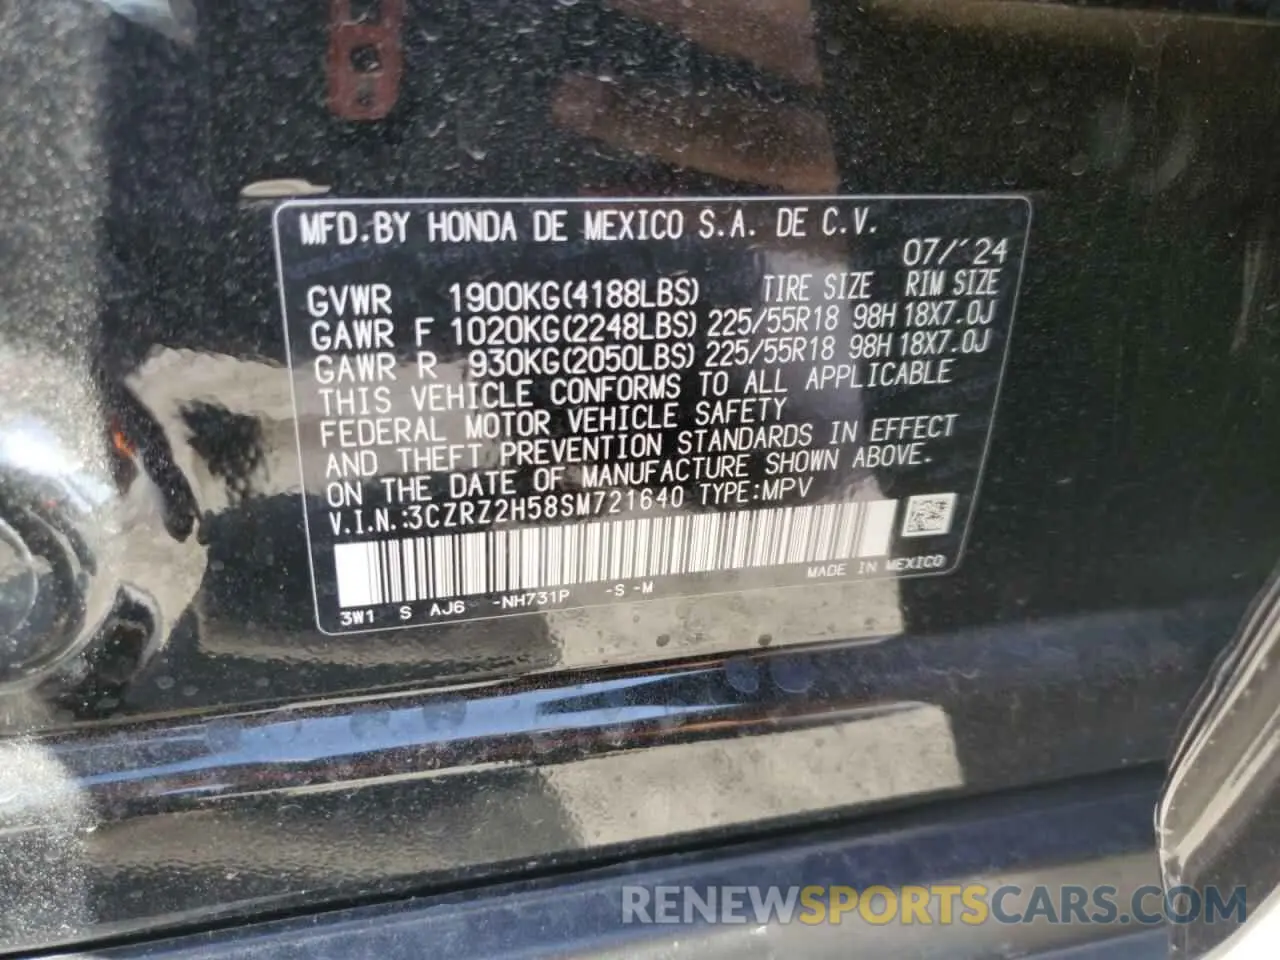 MFD.BY HONDA DE MEXICO S.A. DE C.V.
07/´24
GVWR 1900KG(4188LBS) TIRE SIZE RIM SIZE
GAWR F 1020KG(2248LBS) 225/55R18 98H 18X7.0J
GAWR R 930KG(2050LBS) 225/55R18 98H 18X7.0J
THIS VEHICLE CONFORMS TO ALL APPLICABLE
FEDERAL MOTOR VEHICLE SAFETY
AND THEFT PREVENTION STANDARDS IN EFFECT
ON THE DATE OF MANUFACTURE SHOWN ABOVE.
V.I.N.:3CZRZ2H58SM721640 TYPE:MPV
MADE IN MEXICO
3W1 S AJ6 -NH731P -S -M
RENEWSPORTSCARS.COM